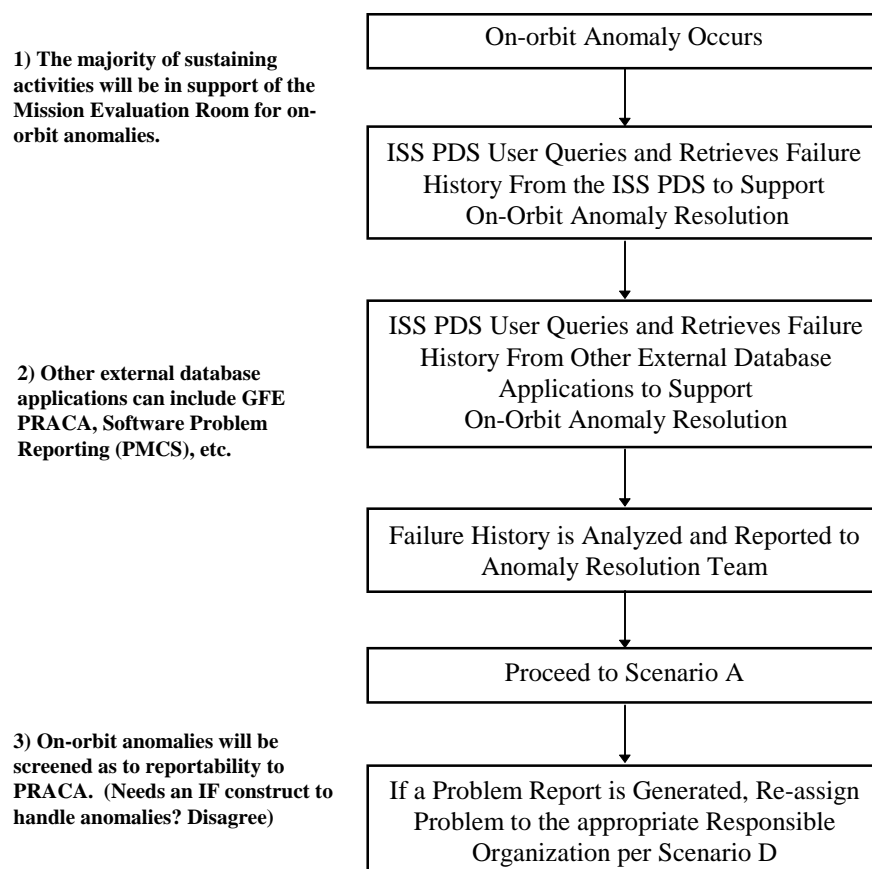 On-orbit Anomaly Occurs
1) The majority of sustaining
activities will be in support of the
Mission Evaluation Room for on-
orbit anomalies.
ISS PDS User Queries and Retrieves Failure
History From the ISS PDS to Support
On-Orbit Anomaly Resolution
ISS PDS User Queries and Retrieves Failure
History From Other External Database
Applications to Support
On-Orbit Anomaly Resolution
2) Other external database
applications can include GFE
PRACA, Software Problem
Reporting (PMCS), etc.
Failure History is Analyzed and Reported to
Anomaly Resolution Team
Proceed to Scenario A
3) On-orbit anomalies will be
screened as to reportability to
PRACA.  (Needs an IF construct to
handle anomalies? Disagree)
If a Problem Report is Generated, Re-assign
Problem to the appropriate Responsible
Organization per Scenario D